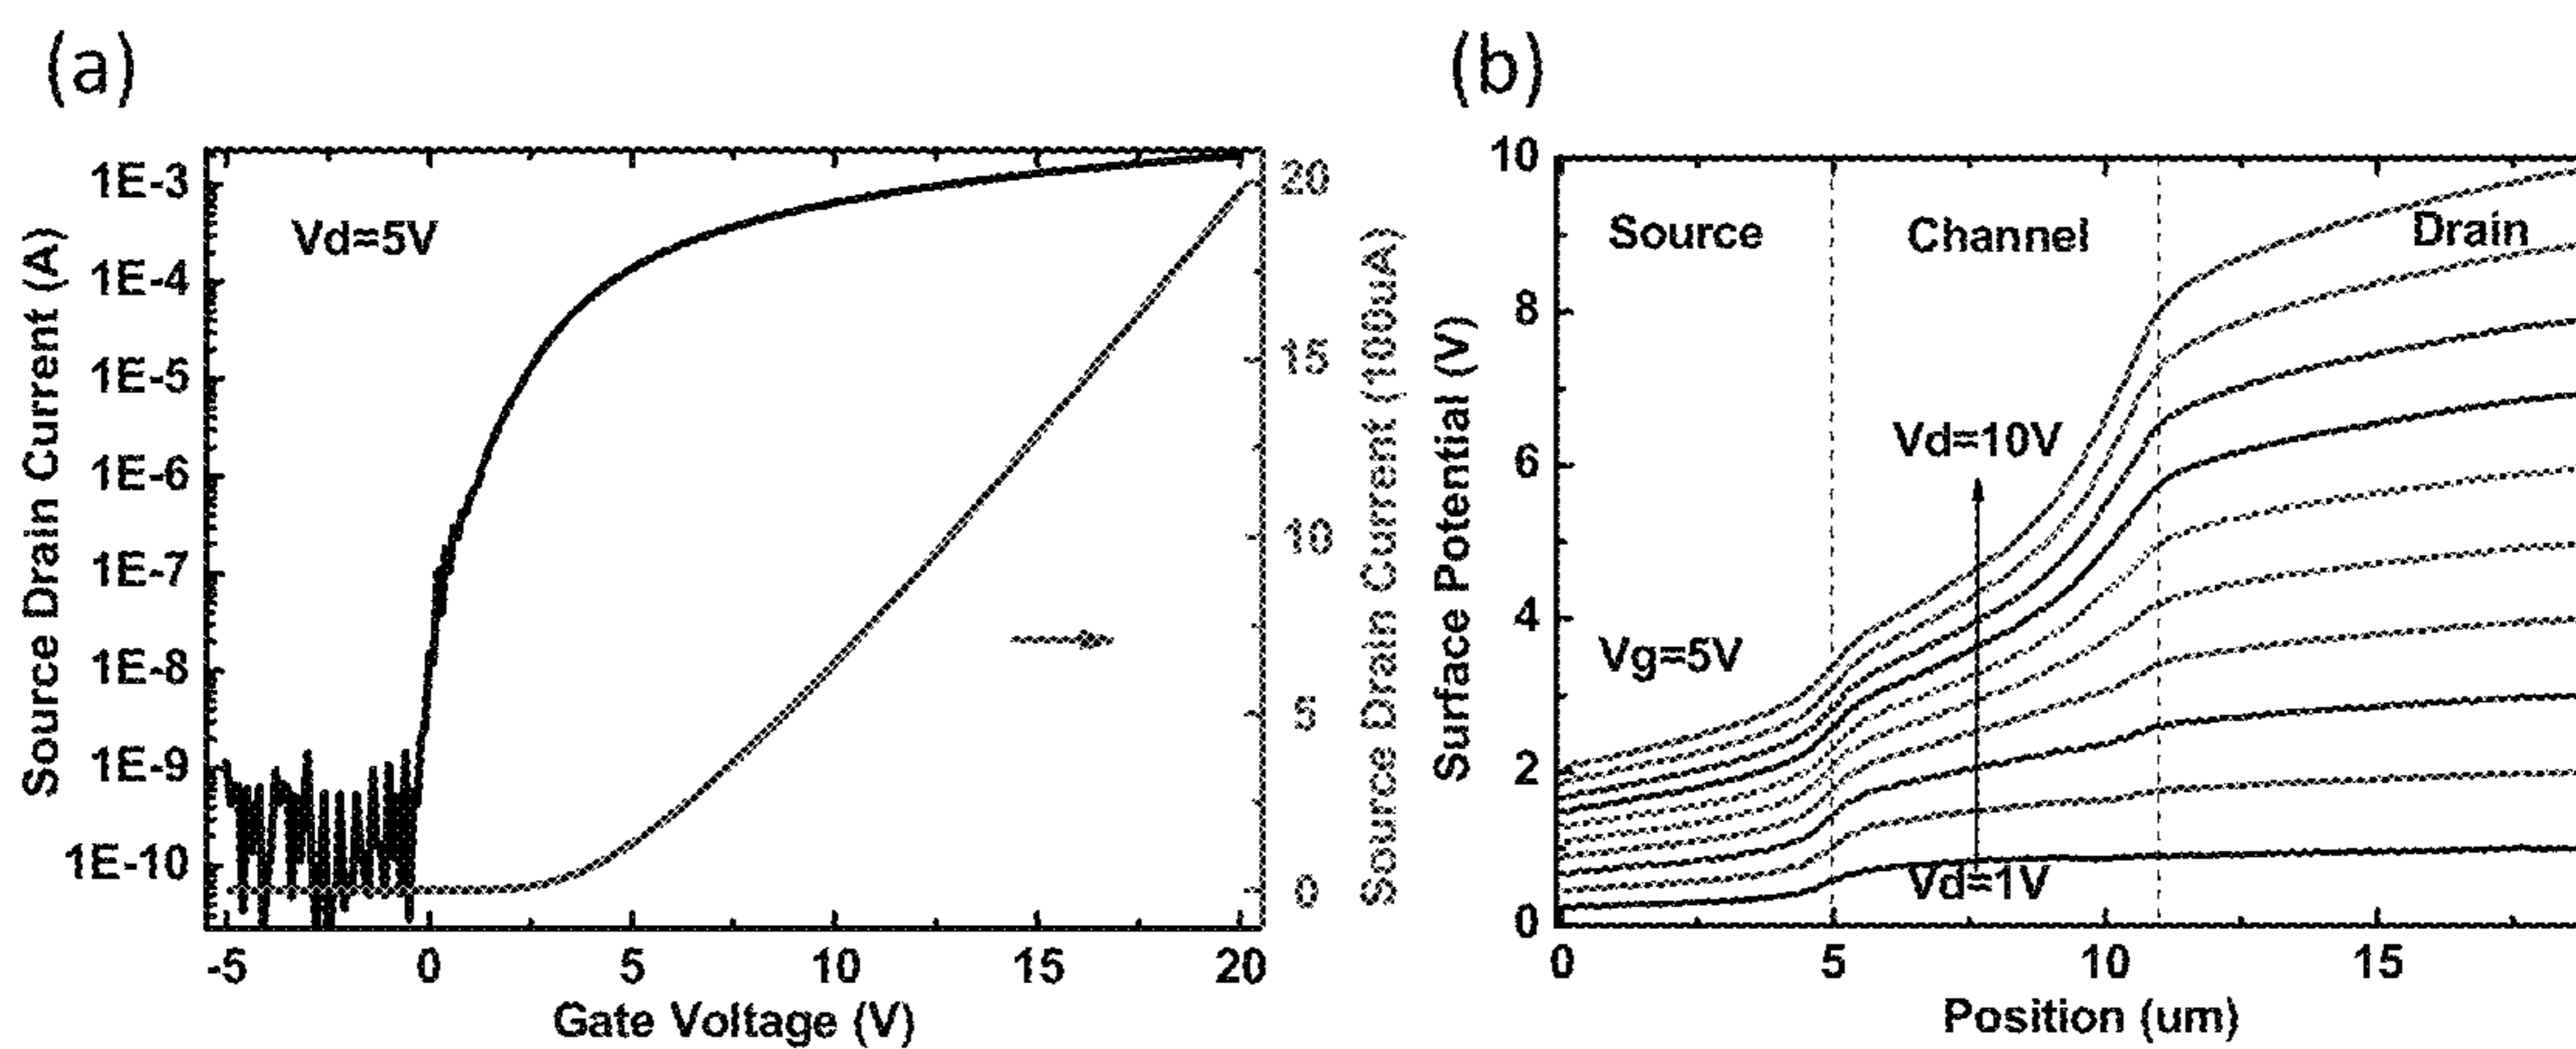 (a)
1E-3
1E-4
1E-5
1E-6
1E-7
1E-8
1E-9
1E-10
Source Drain Current (A)
Vd=5V
20
15
10
5
0
Source Drain Current (100uA)
-5 0 5 10 15 20
Gate Voltage (V)
(b)
10
8
6
4
2
0
Surface Potential (V)
Source Channel Drain
Vd=10V
Vg=5V
Vd=1V
0 5 10 15
Position (um)